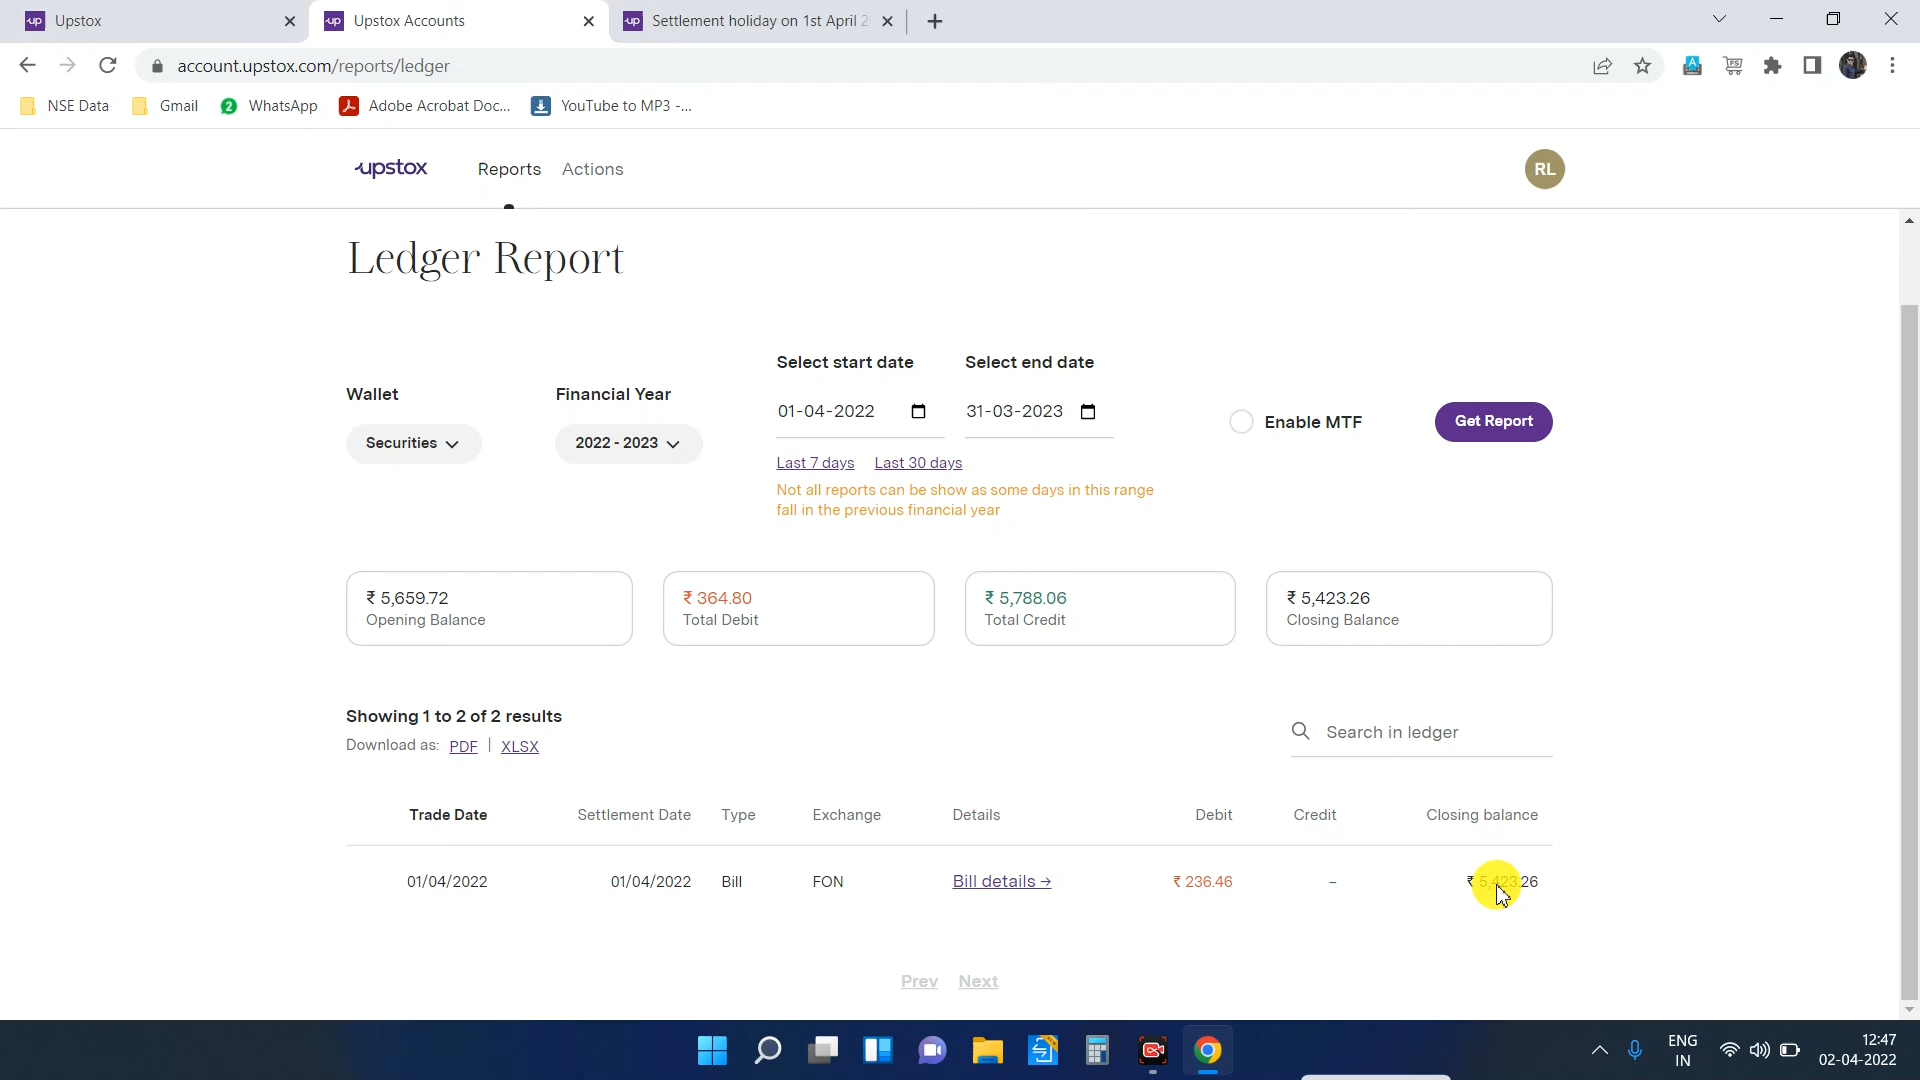 Upstox
Upstox Accounts
Settlement holiday on 1st April 2
account.upstox.com/reports/ledger
NSE Data
Gmail
2 WhatsApp
Adobe Acrobat Doc...
YouTube to MP3 -...
upstox
Reports
Actions
RL
Ledger Report
Wallet
Securities
Financial Year
2022 - 2023
Select start date
01-04-2022
Select end date
31-03-2023
Last 7 days
Last 30 days
Not all reports can be show as some days in this range
fall in the previous financial year
Enable MTF
Get Report
₹ 5,659.72
Opening Balance
₹ 364.80
Total Debit
₹ 5,788.06
Total Credit
₹ 5,423.26
Closing Balance
Showing 1 to 2 of 2 results
Download as: PDF | XLSX
Search in ledger
Trade Date Settlement Date Type Exchange Details Debit Credit Closing balance
01/04/2022 01/04/2022 Bill FON Bill details → ₹ 236.46 – ₹ 5,423.26
Prev Next
ENG
IN
12:47
02-04-2022